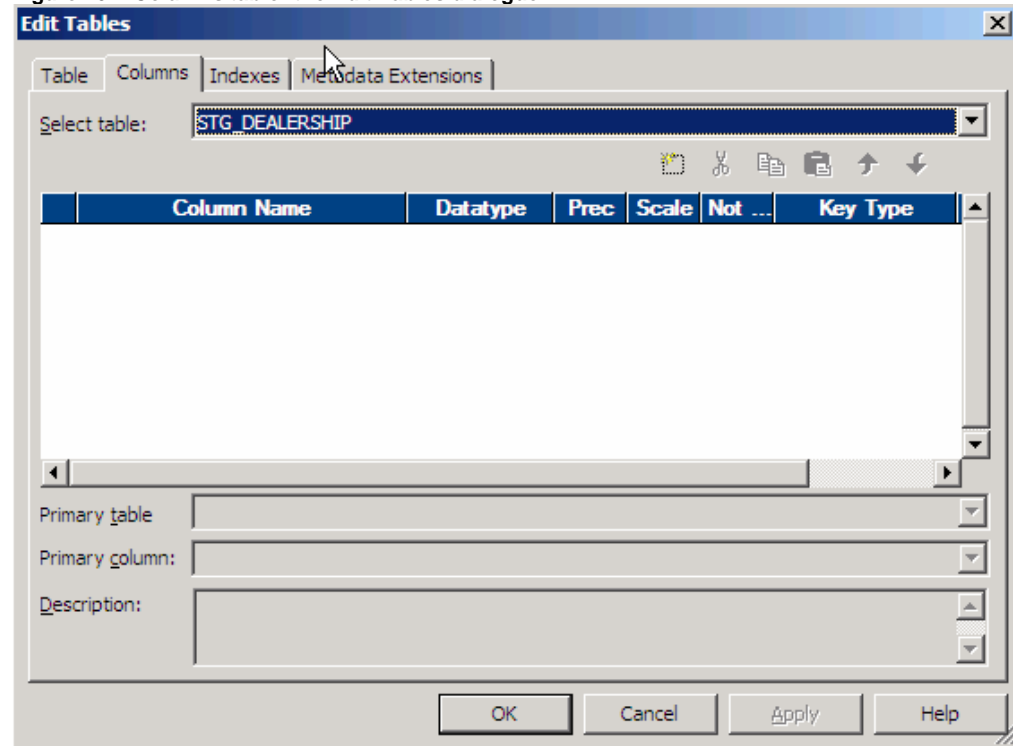 Edit Tables
Table Columns Indexes Metadata Extensions
Select table: STG_DEALERSHIP
Column Name Datatype Prec Scale Not ... Key Type
Primary table
Primary column:
Description:
OK Cancel Apply Help